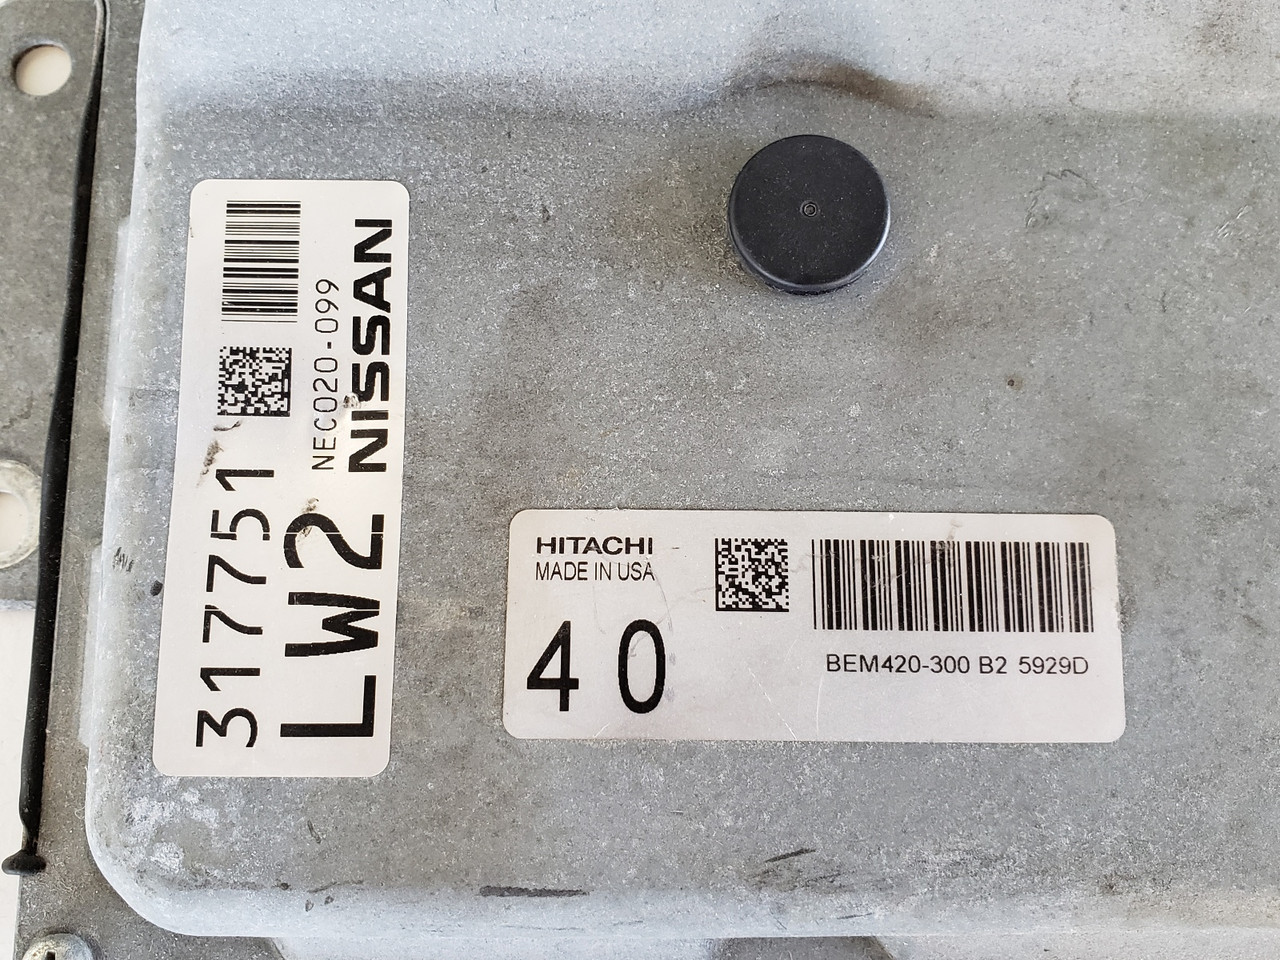 NEC020-099
NISSAN
317751
LW2
HITACHI
MADE IN USA
40
BEM420-300 B2 5929D